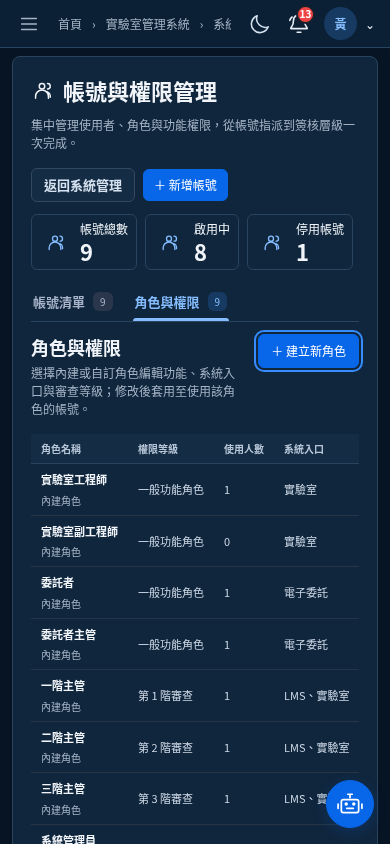 首頁 › 實驗室管理系統 › 系統
13
黃
帳號與權限管理
集中管理使用者、角色與功能權限，從帳號指派到簽核層級一
次完成。
返回系統管理
＋ 新增帳號
帳號總數
9
啟用中
8
停用帳號
1
帳號清單 9
角色與權限 9
角色與權限
選擇內建或自訂角色編輯功能、系統入
口與審查等級；修改後套用至使用該角
色的帳號。
＋ 建立新角色
角色名稱 權限等級 使用人數 系統入口
實驗室工程師
內建角色
一般功能角色 1 實驗室
實驗室副工程師
內建角色
一般功能角色 0 實驗室
委託者
內建角色
一般功能角色 1 電子委託
委託者主管
內建角色
一般功能角色 1 電子委託
一階主管
內建角色
第 1 階審查 1 LMS、實驗室
二階主管
內建角色
第 2 階審查 1 LMS、實驗室
三階主管
內建角色
第 3 階審查 1 LMS、
系統管理員